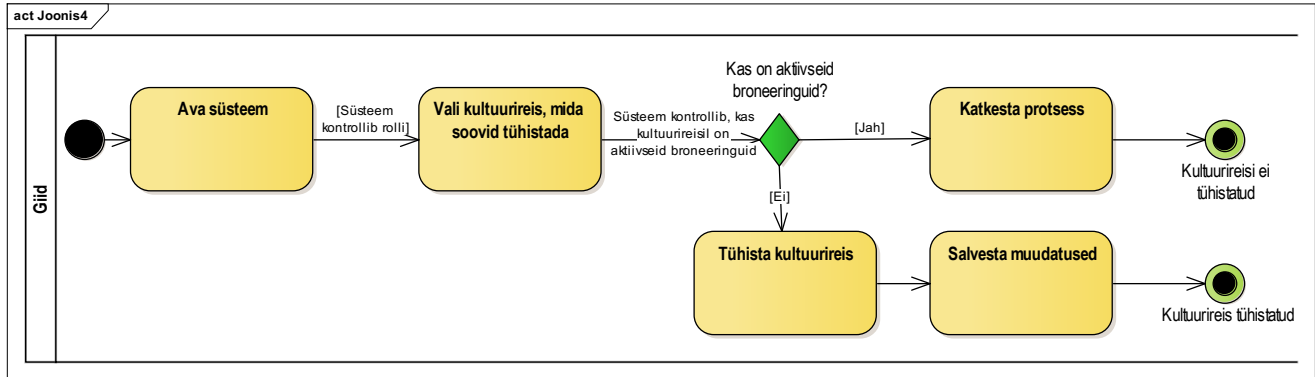 act Joonis4
Giid
Ava süsteem
[Süsteem
kontrollib rolli]
Vali kultuurireis, mida
soovid tühistada
Süsteem kontrollib, kas
kultuurireisil on
aktiivseid broneeringuid
Kas on aktiivseid
broneeringuid?
[Jah]
Katkesta protsess
Kultuurireisi ei
tühistatud
[Ei]
Tühista kultuurireis
Salvesta muudatused
Kultuurireis tühistatud